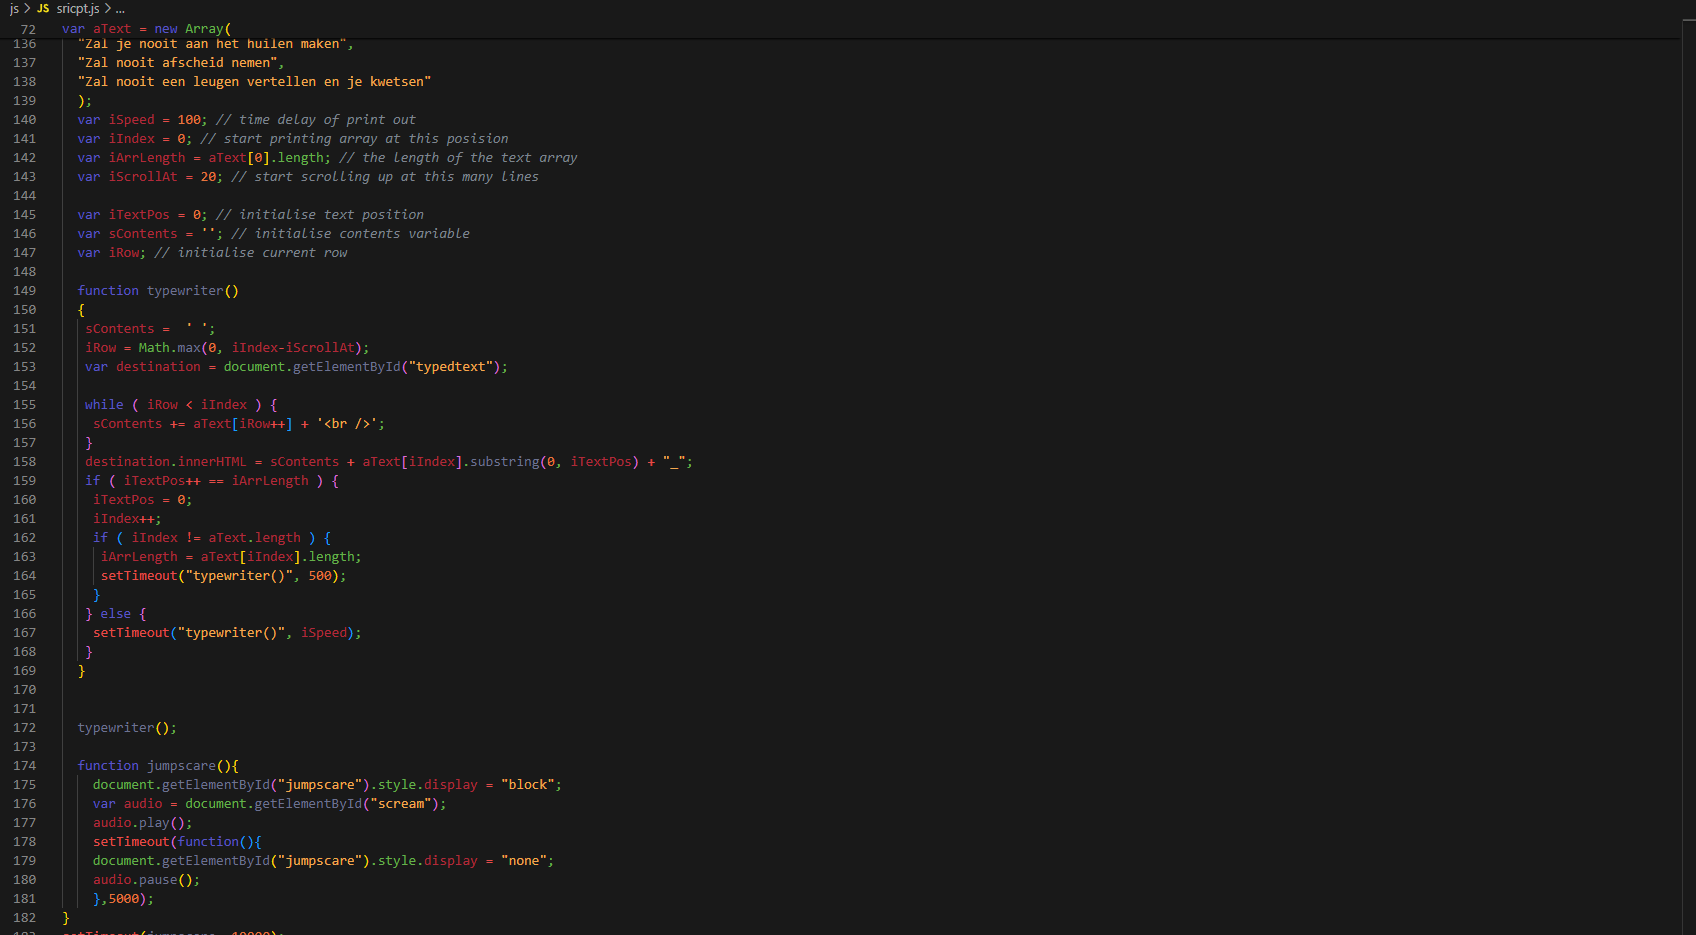 js > JS sricpt.js > ...
72 var aText = new Array(
136 "Zal je nooit aan het huilen maken",
137 "Zal nooit afscheid nemen",
138 "Zal nooit een leugen vertellen en je kwetsen"
139 );
140 var iSpeed = 100; // time delay of print out
141 var iIndex = 0; // start printing array at this posision
142 var iArrLength = aText[0].length; // the length of the text array
143 var iScrollAt = 20; // start scrolling up at this many lines
144
145 var iTextPos = 0; // initialise text position
146 var sContents = ''; // initialise contents variable
147 var iRow; // initialise current row
148
149 function typewriter()
150 {
151 sContents =  ' ';
152 iRow = Math.max(0, iIndex-iScrollAt);
153 var destination = document.getElementById("typedtext");
154
155 while ( iRow < iIndex ) {
156 sContents += aText[iRow++] + '<br />';
157 }
158 destination.innerHTML = sContents + aText[iIndex].substring(0, iTextPos) + "_";
159 if ( iTextPos++ == iArrLength ) {
160 iTextPos = 0;
161 iIndex++;
162 if ( iIndex != aText.length ) {
163 iArrLength = aText[iIndex].length;
164 setTimeout("typewriter()", 500);
165 }
166 } else {
167 setTimeout("typewriter()", iSpeed);
168 }
169 }
170
171
172 typewriter();
173
174 function jumpscare(){
175 document.getElementById("jumpscare").style.display = "block";
176 var audio = document.getElementById("scream");
177 audio.play();
178 setTimeout(function(){
179 document.getElementById("jumpscare").style.display = "none";
180 audio.pause();
181 },5000);
182 }
183 setTimeout(jumpscare, 10000);